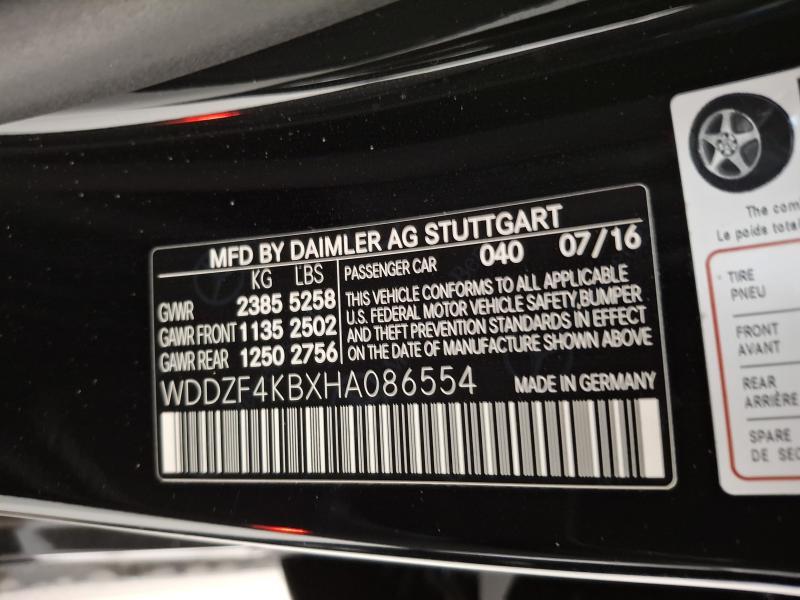 MFD BY DAIMLER AG STUTTGART
KG LBS
GVWR 2385 5258
GAWR FRONT 1135 2502
GAWR REAR 1250 2756
PASSENGER CAR 040 07/16
THIS VEHICLE CONFORMS TO ALL APPLICABLE
U.S. FEDERAL MOTOR VEHICLE SAFETY, BUMPER
AND THEFT PREVENTION STANDARDS IN EFFECT
ON THE DATE OF MANUFACTURE SHOWN ABOVE
WDDZF4KBXHA086554 MADE IN GERMANY
The com
Le poids total
TIRE
PNEU
FRONT
AVANT
REAR
ARRIÈRE
SPARE
DE SEC